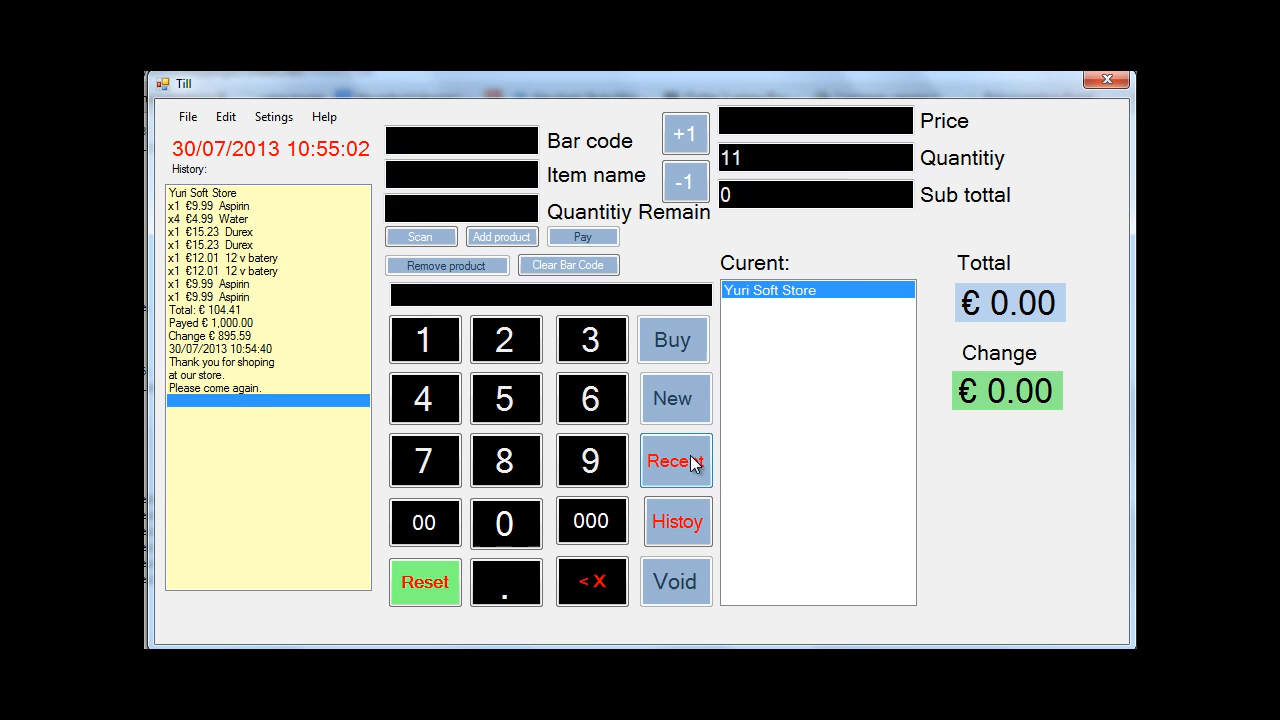 Till
File Edit Setings Help
30/07/2013 10:55:02
History:
Yuri Soft Store
x1 €9.99 Aspirin
x4 €4.99 Water
x1 €15.23 Durex
x1 €15.23 Durex
x1 €12.01 12 v batery
x1 €12.01 12 v batery
x1 €9.99 Aspirin
x1 €9.99 Aspirin
Total: € 104.41
Payed € 1,000.00
Change € 895.59
30/07/2013 10:54:40
Thank you for shoping
at our store.
Please come again.
Bar code
Item name
Quantitiy Remain
+1
-1
Price
11 Quantitiy
0 Sub tottal
Scan Add product Pay
Remove product Clear Bar Code
1 2 3 Buy
4 5 6 New
7 8 9 Recept
00 0 000 Histoy
Reset . < X Void
Curent:
Yuri Soft Store
Tottal
€ 0.00
Change
€ 0.00